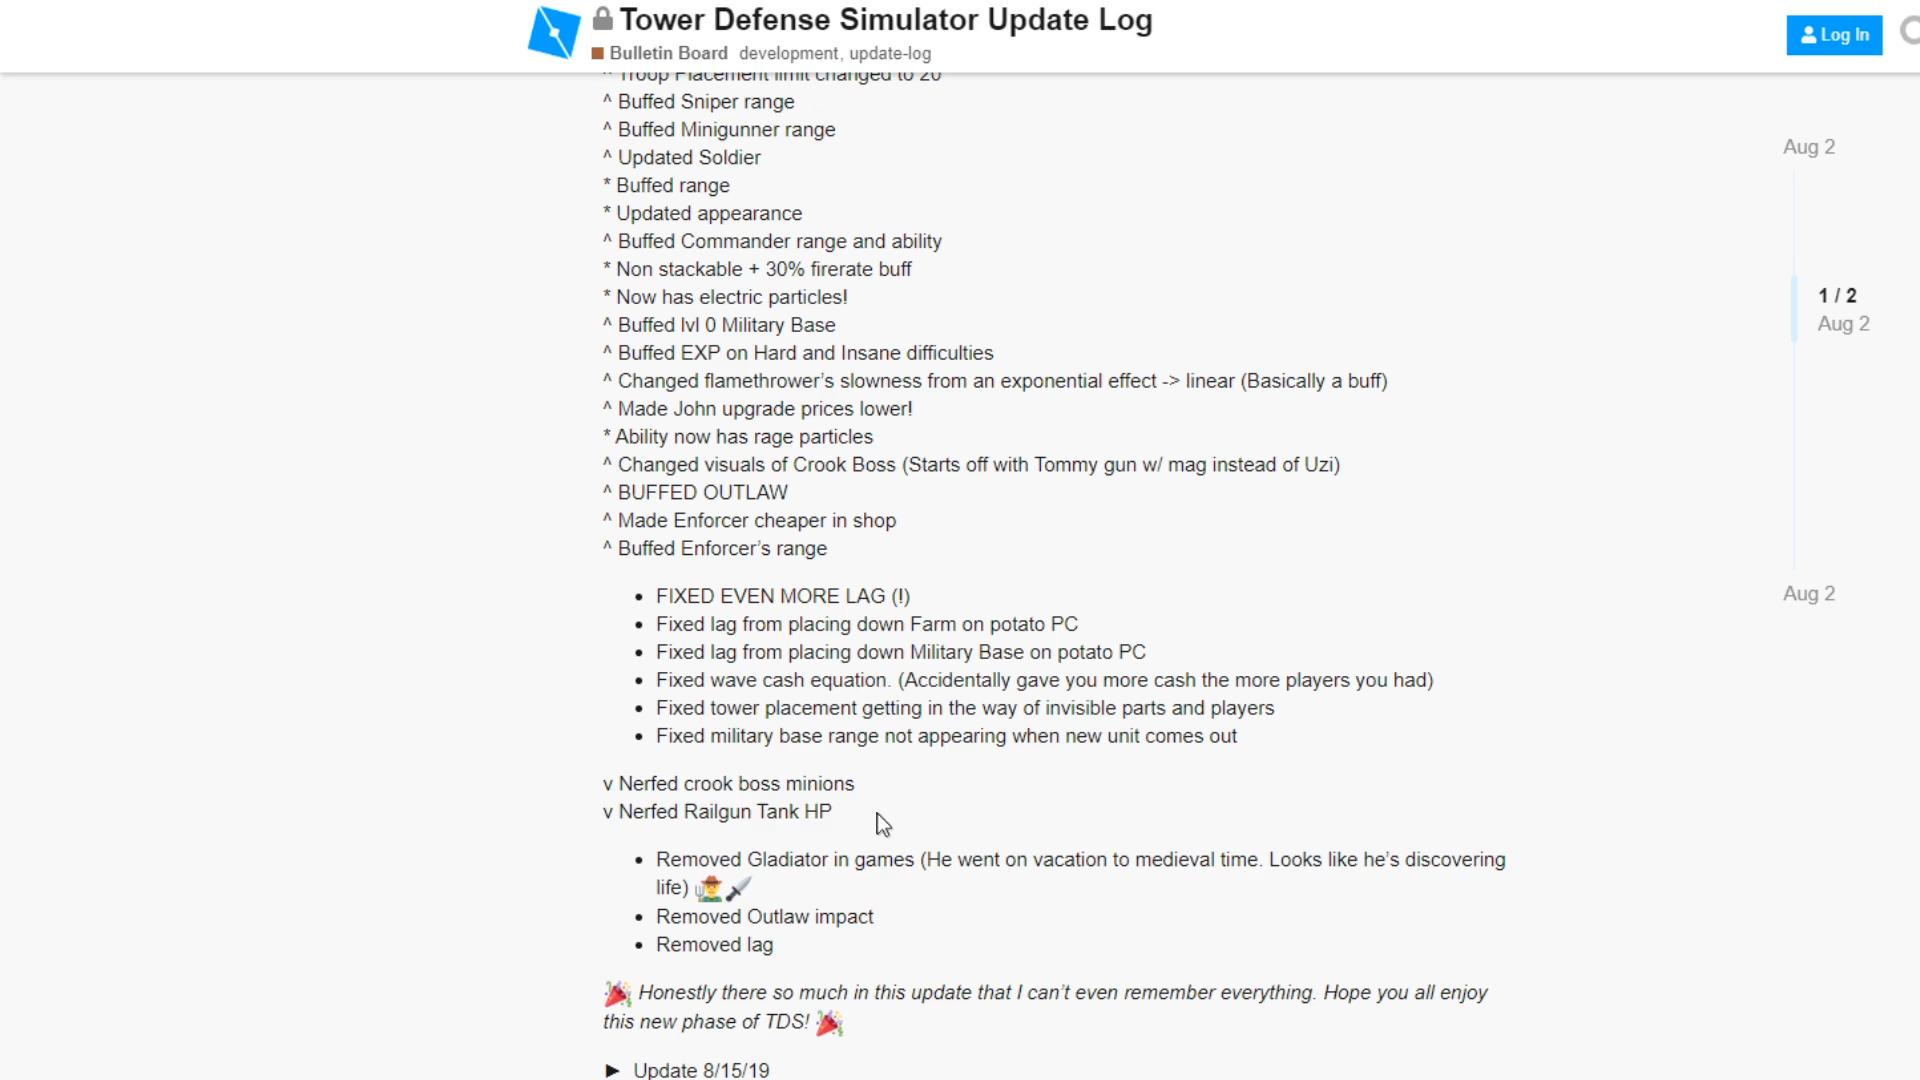 Tower Defense Simulator Update Log
Log In
Bulletin Board development, update-log
^ Troop Placement limit changed to 20
^ Buffed Sniper range
^ Buffed Minigunner range
^ Updated Soldier
* Buffed range
* Updated appearance
^ Buffed Commander range and ability
* Non stackable + 30% firerate buff
* Now has electric particles!
^ Buffed lvl 0 Military Base
^ Buffed EXP on Hard and Insane difficulties
^ Changed flamethrower’s slowness from an exponential effect -> linear (Basically a buff)
^ Made John upgrade prices lower!
* Ability now has rage particles
^ Changed visuals of Crook Boss (Starts off with Tommy gun w/ mag instead of Uzi)
^ BUFFED OUTLAW
^ Made Enforcer cheaper in shop
^ Buffed Enforcer’s range
• FIXED EVEN MORE LAG (!)
• Fixed lag from placing down Farm on potato PC
• Fixed lag from placing down Military Base on potato PC
• Fixed wave cash equation. (Accidentally gave you more cash the more players you had)
• Fixed tower placement getting in the way of invisible parts and players
• Fixed military base range not appearing when new unit comes out
v Nerfed crook boss minions
v Nerfed Railgun Tank HP
• Removed Gladiator in games (He went on vacation to medieval time. Looks like he’s discovering
life) 👨‍🌾🗡️
• Removed Outlaw impact
• Removed lag
🎉 Honestly there so much in this update that I can’t even remember everything. Hope you all enjoy
this new phase of TDS! 🎉
► Update 8/15/19
Aug 2
1 / 2
Aug 2
Aug 2